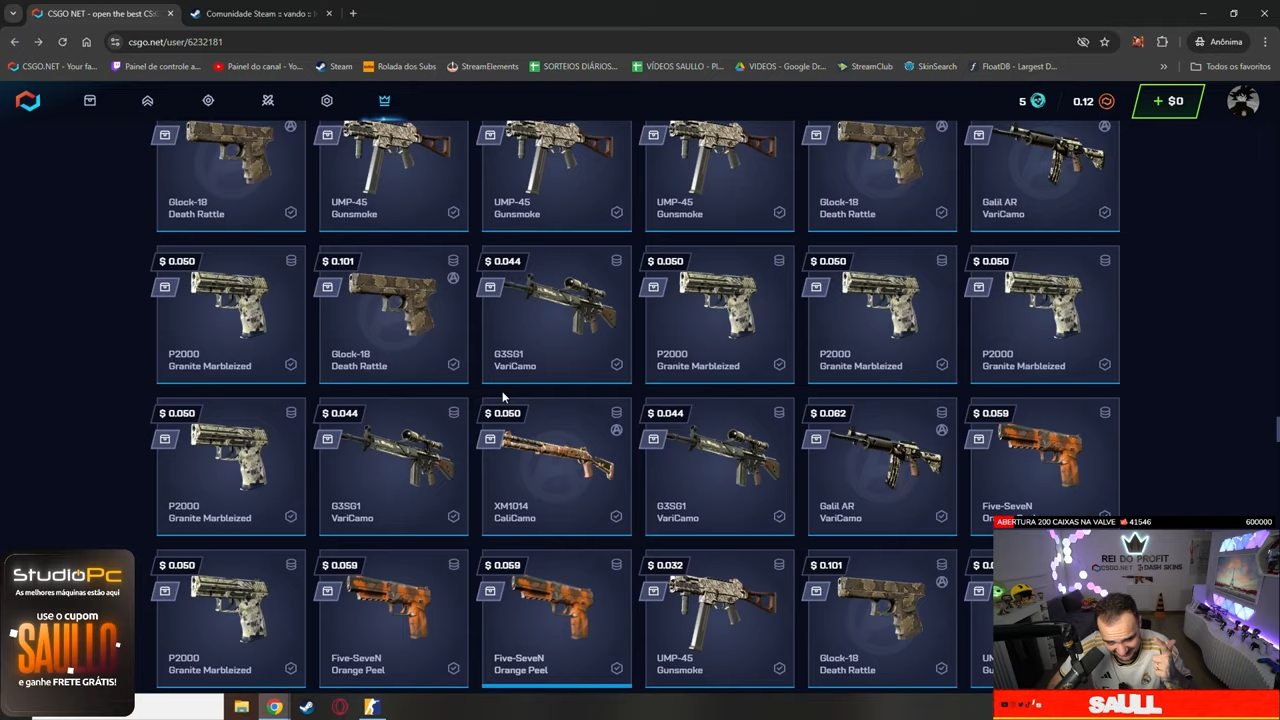 CSGO NET - open the best CS:
Comunidade Steam :: vando ::
csgo.net/user/6232181
Anônima
CSGO.NET - Your fa...
Painel de controle a...
Painel do canal - Yo...
Steam
Rolada dos Subs
StreamElements
SORTEIOS DIÁRIOS...
VÍDEOS SAULLO - PL...
VIDEOS - Google Dr...
StreamClub
SkinSearch
FloatDB - Largest D...
Todos os favoritos
5
0.12
+ $0
Glock-18
Death Rattle
UMP-45
Gunsmoke
UMP-45
Gunsmoke
UMP-45
Gunsmoke
Glock-18
Death Rattle
Galil AR
VariCamo
$ 0.050
P2000
Granite Marbleized
$ 0.101
Glock-18
Death Rattle
$ 0.044
G3SG1
VariCamo
$ 0.050
P2000
Granite Marbleized
$ 0.050
P2000
Granite Marbleized
$ 0.050
P2000
Granite Marbleized
$ 0.050
P2000
Granite Marbleized
$ 0.044
G3SG1
VariCamo
$ 0.050
XM1014
CaliCamo
$ 0.044
G3SG1
VariCamo
$ 0.062
Galil AR
VariCamo
$ 0.059
Five-SeveN
$ 0.050
P2000
Granite Marbleized
$ 0.059
Five-SeveN
Orange Peel
$ 0.059
Five-SeveN
Orange Peel
$ 0.032
UMP-45
Gunsmoke
$ 0.101
Glock-18
Death Rattle
ABERTURA 200 CAIXAS NA VALVE 41546 600000
REI DO PROFIT
CSGO.NET DASH SKINS
SAULL
STUDIOPC
As melhores máquinas estão aqui
use o cupom
SAULLO
e ganhe FRETE GRÁTIS!